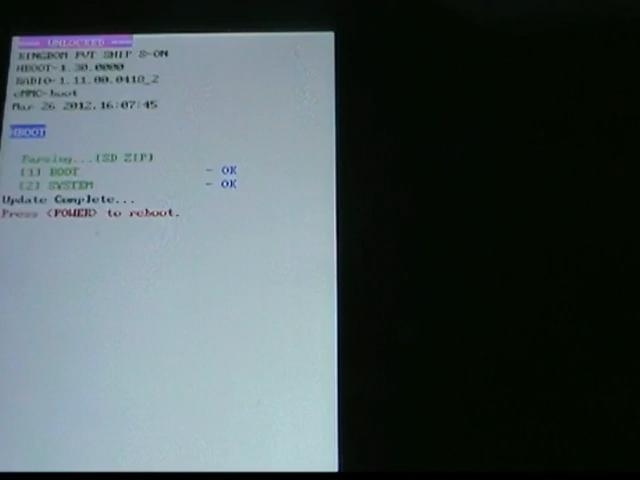 *** UNLOCKED ***
KINGDOM PVT SHIP S-ON
HBOOT-1.30.0000
RADIO-1.11.00.0418_2
eMMC-boot
Mar 26 2012,16:07:45
HBOOT
Parsing...[SD ZIP]
[1] BOOT - OK
[2] SYSTEM - OK
Update Complete...
Press <POWER> to reboot.